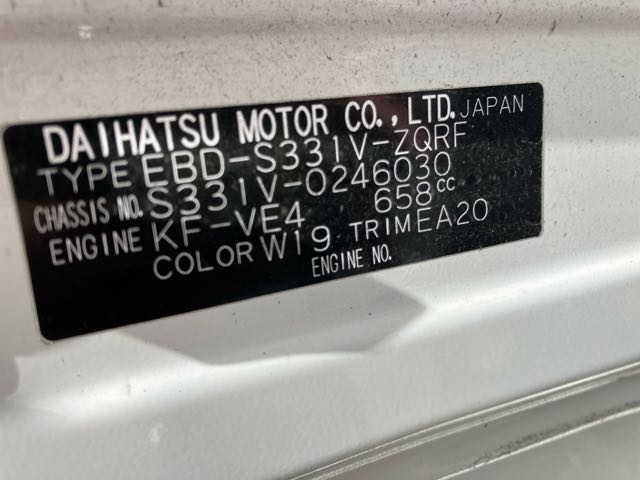 DAIHATSU MOTOR CO.,LTD. JAPAN
TYPE EBD-S331V-ZQRF
CHASSIS NO. S331V-0246030
ENGINE KF-VE4 658cc
COLOR W19 TRIM EA20
ENGINE NO.